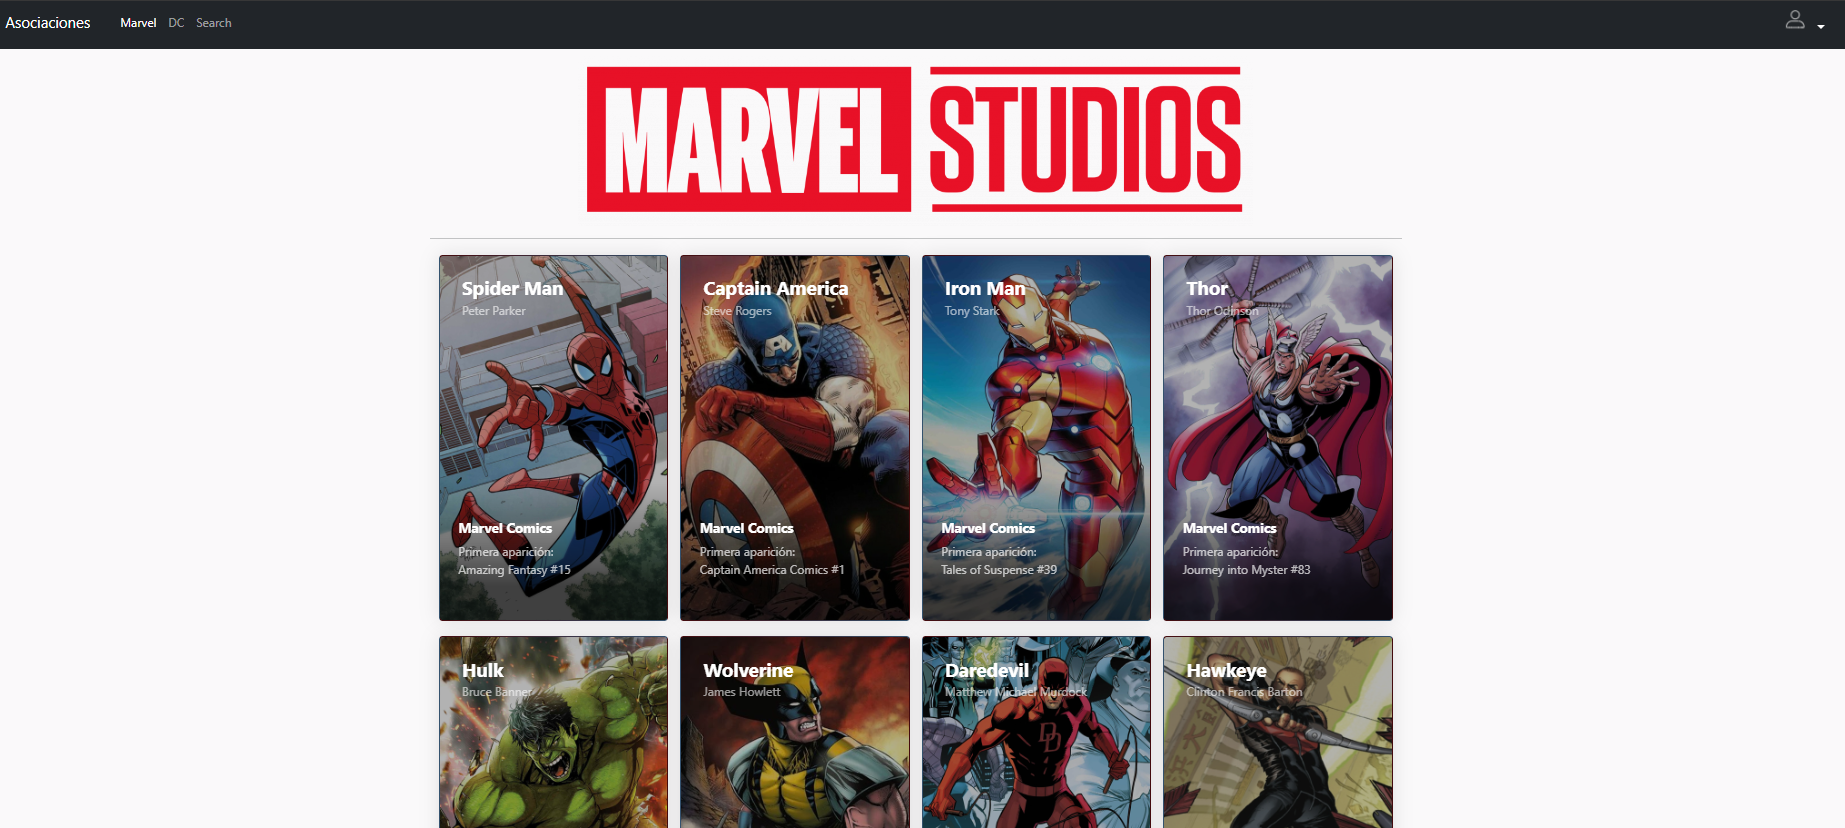 Asociaciones Marvel DC Search
MARVEL STUDIOS
Spider Man
Peter Parker
Marvel Comics
Primera aparición:
Amazing Fantasy #15
Captain America
Steve Rogers
Marvel Comics
Primera aparición:
Captain America Comics #1
Iron Man
Tony Stark
Marvel Comics
Primera aparición:
Tales of Suspense #39
Thor
Thor Odinson
Marvel Comics
Primera aparición:
Journey into Myster #83
Hulk
Bruce Banner
Wolverine
James Howlett
Daredevil
Matthew Michael Murdock
DD
Hawkeye
Clinton Francis Barton